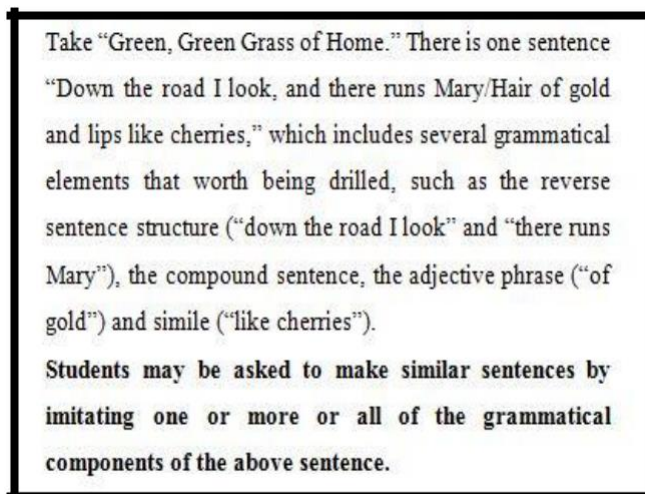 Take “Green, Green Grass of Home.” There is one sentence
“Down the road I look, and there runs Mary/Hair of gold
and lips like cherries,” which includes several grammatical
elements that worth being drilled, such as the reverse
sentence structure (“down the road I look” and “there runs
Mary”), the compound sentence, the adjective phrase (“of
gold”) and simile (“like cherries”).
Students may be asked to make similar sentences by
imitating one or more or all of the grammatical
components of the above sentence.